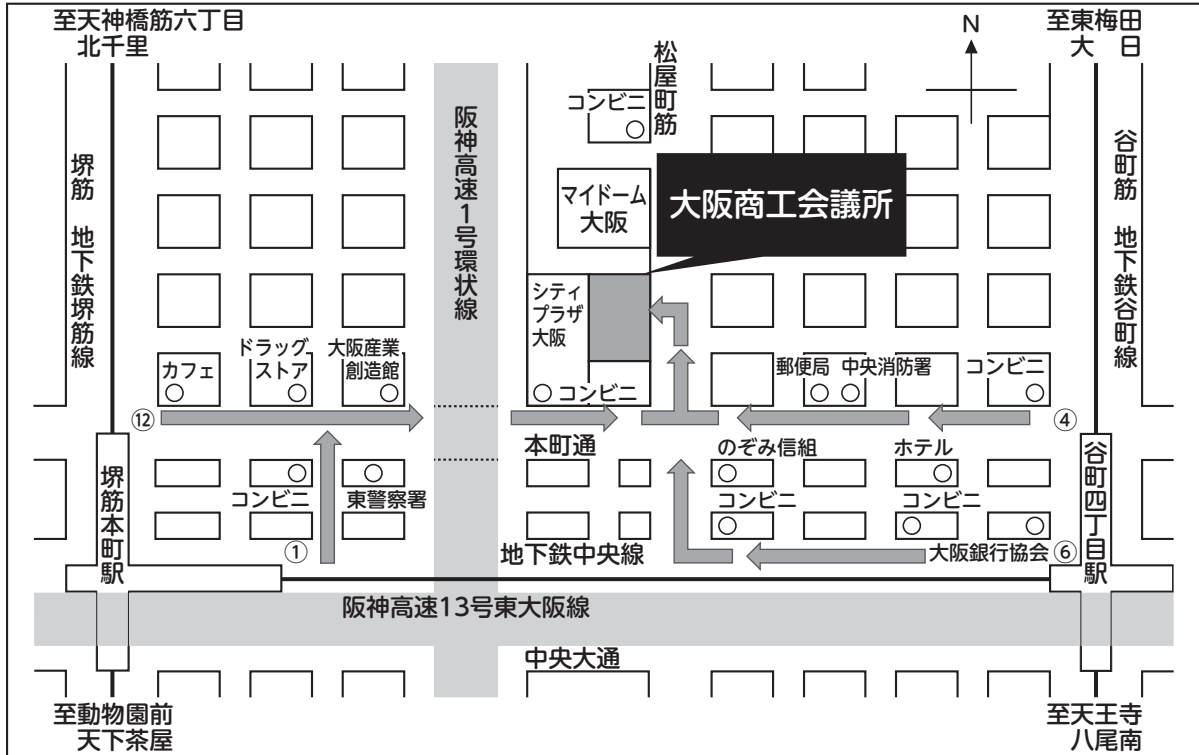 至天神橋筋六丁目
北千里
至東梅田
大 日
N
松屋町筋
コンビニ
阪神高速1号環状線
堺筋 地下鉄堺筋線
谷町筋 地下鉄谷町線
マイドーム
大阪
大阪商工会議所
シティ
プラザ
大阪
カフェ
ドラッグ
ストア
大阪産業
創造館
コンビニ
郵便局
中央消防署
コンビニ
⑫
④
本町通
のぞみ信組
ホテル
堺筋本町駅
谷町四丁目駅
コンビニ
東警察署
コンビニ
コンビニ
①
地下鉄中央線
大阪銀行協会
⑥
阪神高速13号東大阪線
中央大通
至動物園前
天下茶屋
至天王寺
八尾南